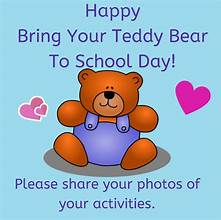 Happy
Bring Your Teddy Bear
To School Day!
Please share your photos of
your activities.